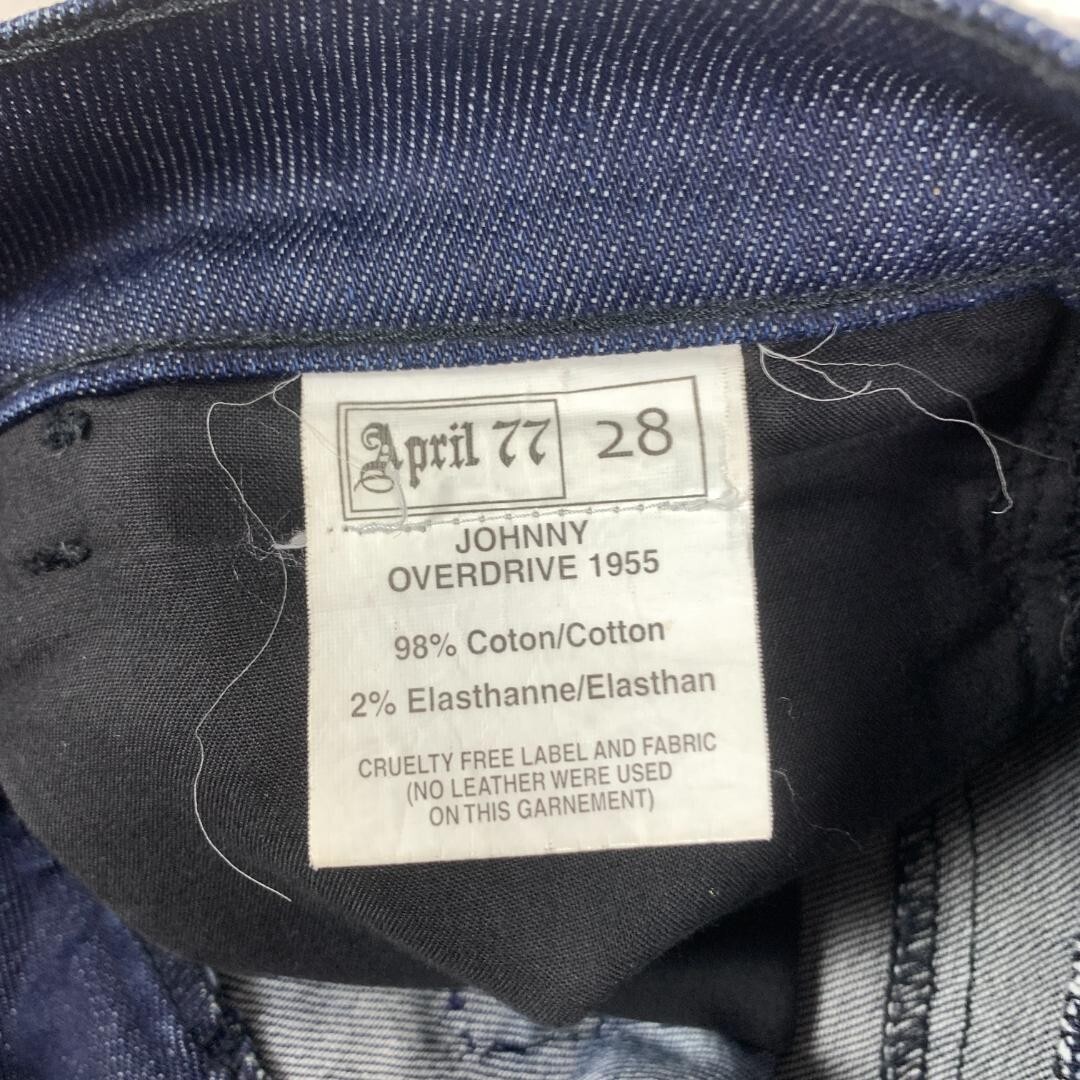 April 77 28
JOHNNY
OVERDRIVE 1955
98% Coton/Cotton
2% Elasthanne/Elasthan
CRUELTY FREE LABEL AND FABRIC
(NO LEATHER WERE USED
ON THIS GARNEMENT)